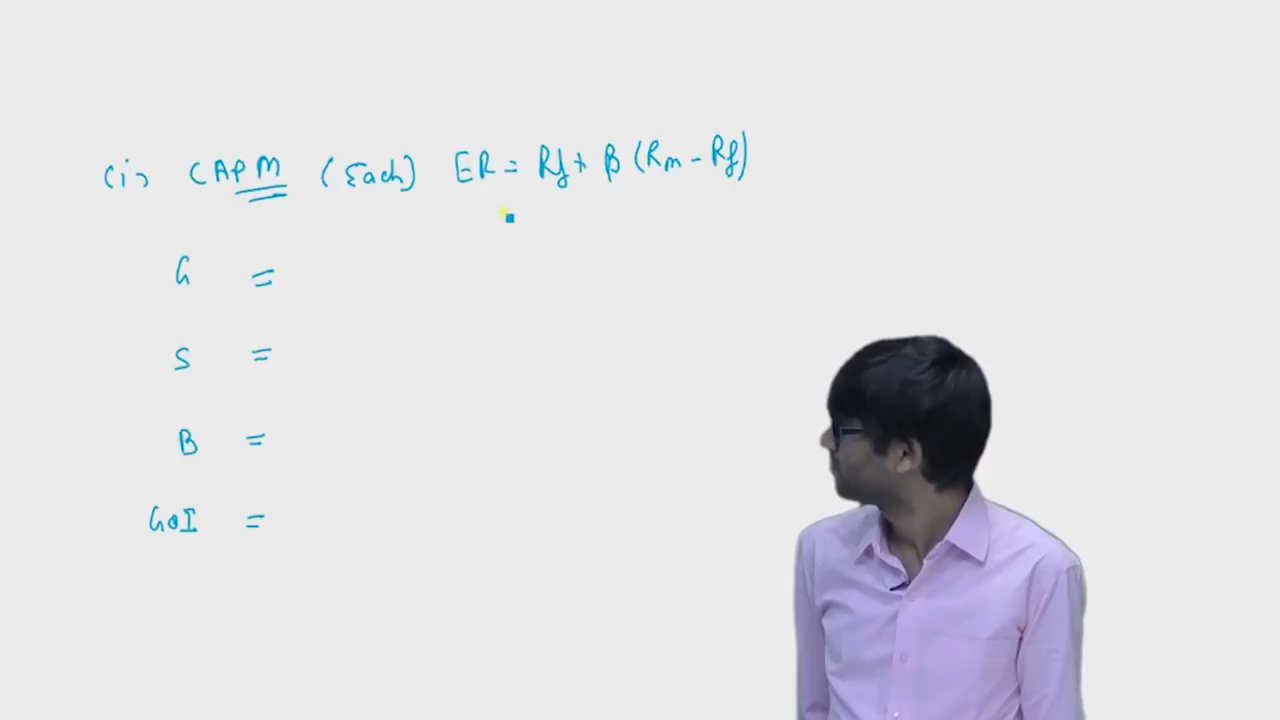 (i) CAPM (Each) ER = Rf + β (Rm - Rf)
G =
S =
B =
GOI =